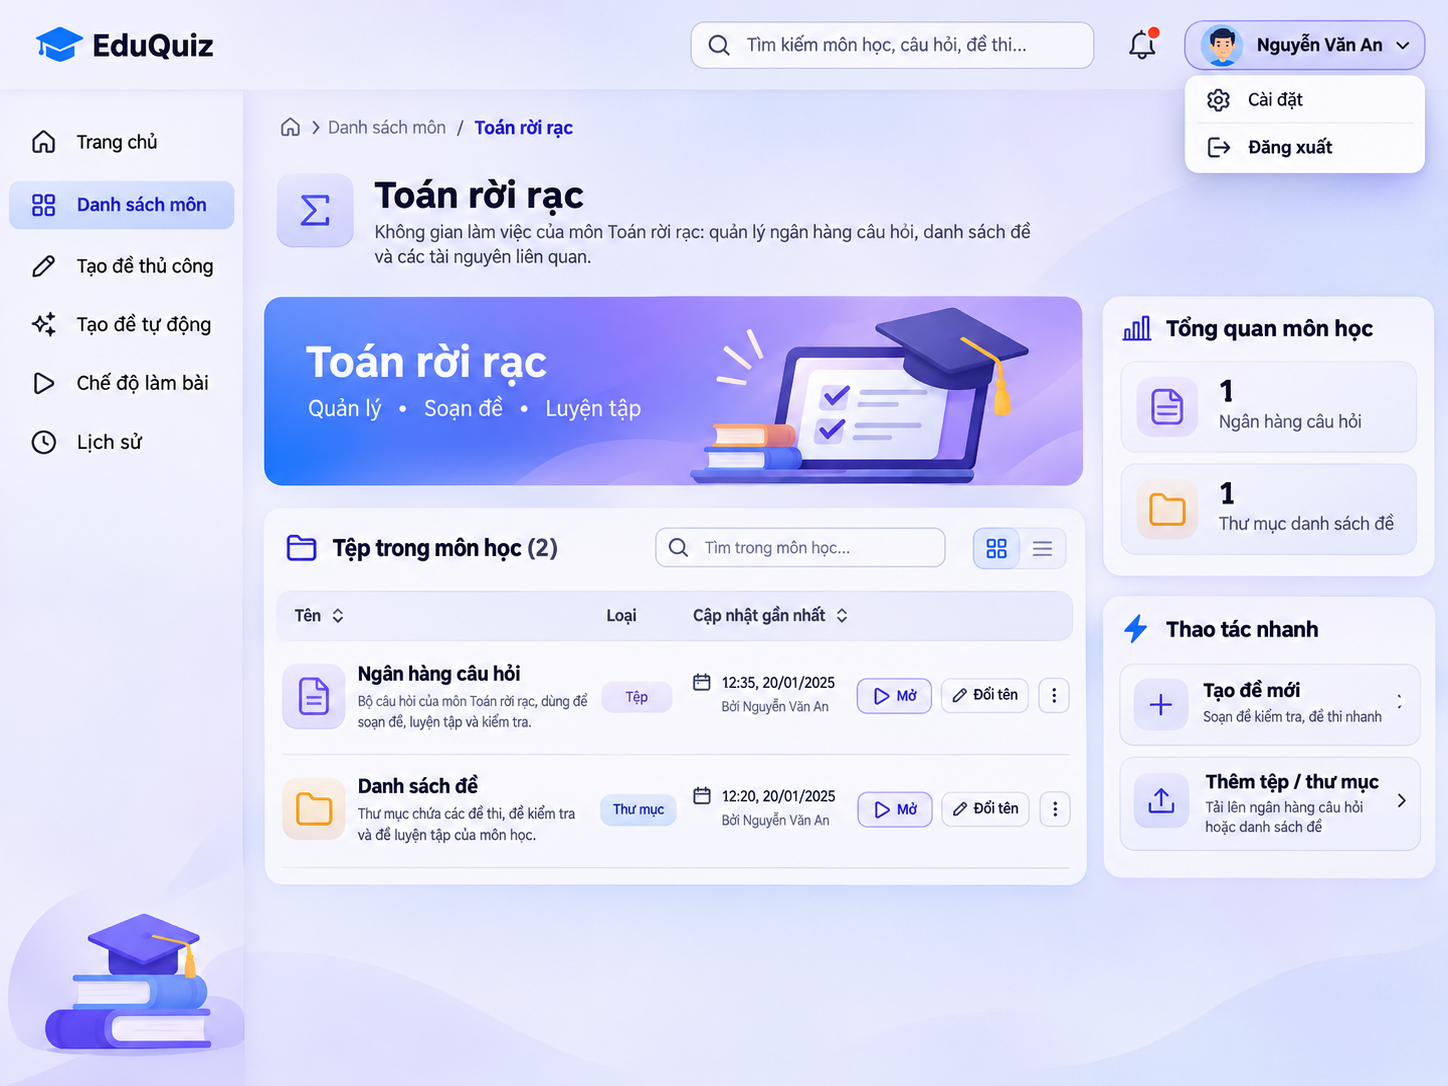 EduQuiz
Tìm kiếm môn học, câu hỏi, đề thi...
Nguyễn Văn An
Cài đặt
Đăng xuất
Trang chủ
Danh sách môn
Tạo đề thủ công
Tạo đề tự động
Chế độ làm bài
Lịch sử
Danh sách môn / Toán rời rạc
Toán rời rạc
Không gian làm việc của môn Toán rời rạc: quản lý ngân hàng câu hỏi, danh sách đề
và các tài nguyên liên quan.
Toán rời rạc
Quản lý • Soạn đề • Luyện tập
Tệp trong môn học (2)
Tìm trong môn học...
Tên Loại Cập nhật gần nhất
Ngân hàng câu hỏi
Bộ câu hỏi của môn Toán rời rạc, dùng để
soạn đề, luyện tập và kiểm tra.
Tệp
12:35, 20/01/2025
Bởi Nguyễn Văn An
Mở
Đổi tên
Danh sách đề
Thư mục chứa các đề thi, đề kiểm tra
và đề luyện tập của môn học.
Thư mục
12:20, 20/01/2025
Bởi Nguyễn Văn An
Mở
Đổi tên
Tổng quan môn học
1
Ngân hàng câu hỏi
1
Thư mục danh sách đề
Thao tác nhanh
Tạo đề mới
Soạn đề kiểm tra, đề thi nhanh
Thêm tệp / thư mục
Tải lên ngân hàng câu hỏi
hoặc danh sách đề